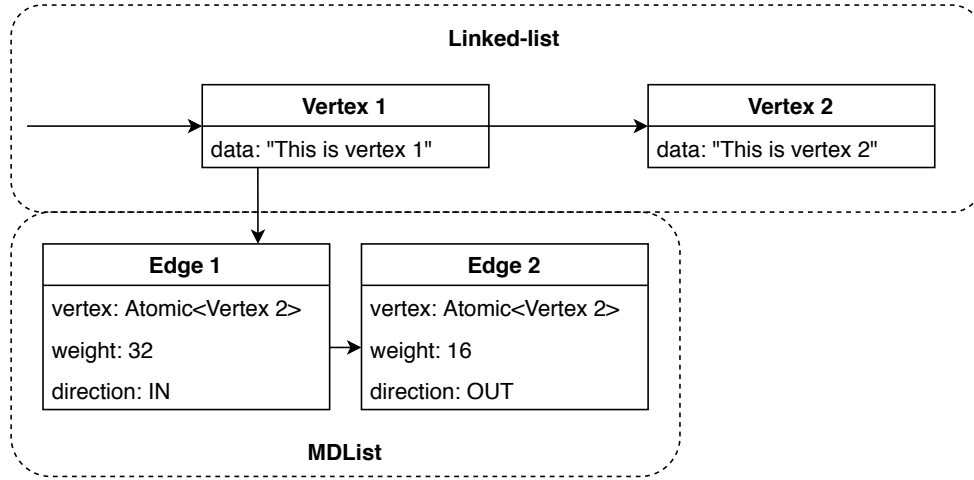 Linked-list
Vertex 1
data: "This is vertex 1"
Vertex 2
data: "This is vertex 2"
Edge 1
vertex: Atomic<Vertex 2>
weight: 32
direction: IN
Edge 2
vertex: Atomic<Vertex 2>
weight: 16
direction: OUT
MDList